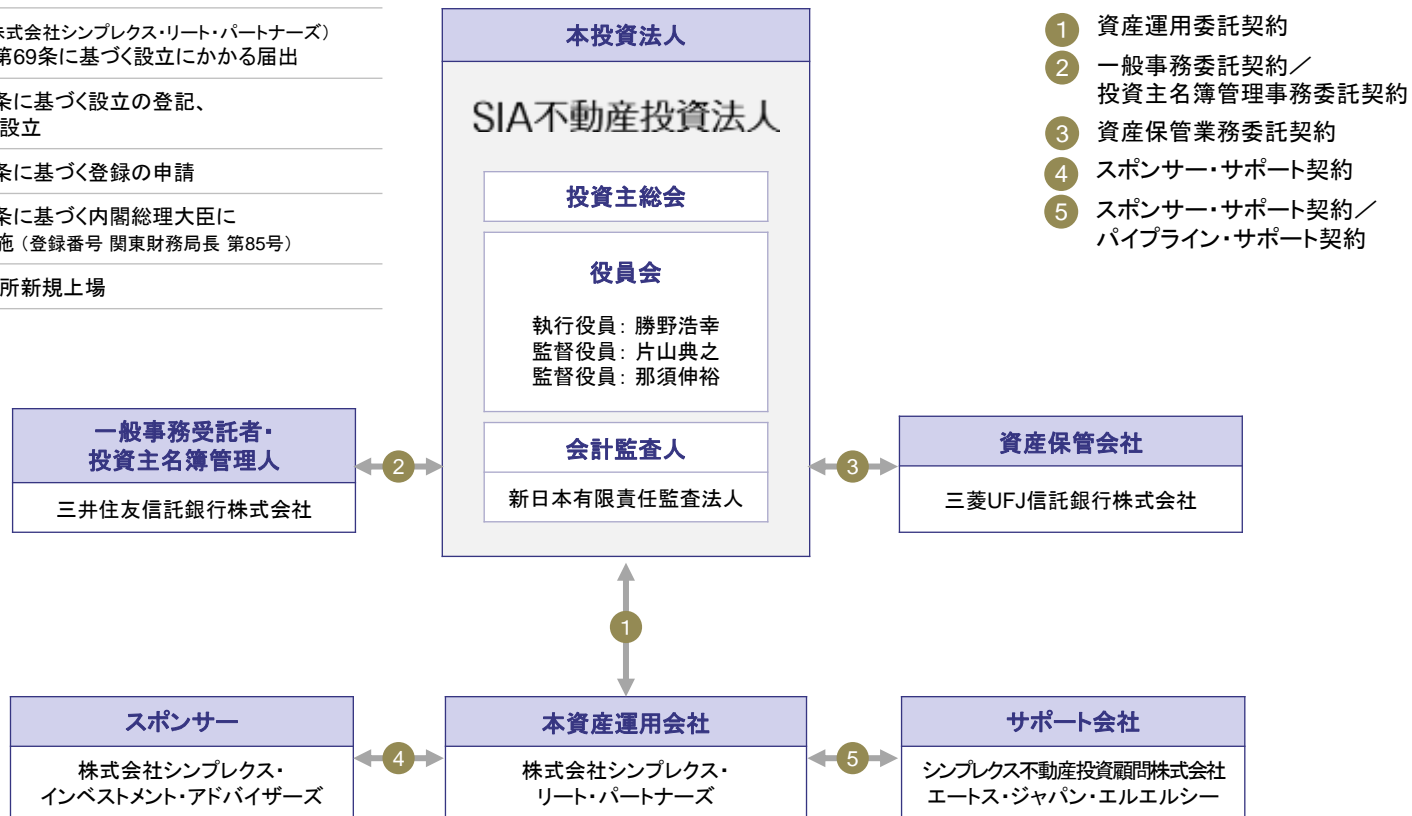 株式会社シンプレクス・リート・パートナーズ）
第69条に基づく設立にかかる届出
条に基づく設立の登記、
設立
条に基づく登録の申請
条に基づく内閣総理大臣に
施（登録番号 関東財務局長 第85号）
所新規上場
本投資法人
SIA不動産投資法人
投資主総会
役員会
執行役員： 勝野浩幸
監督役員： 片山典之
監督役員： 那須伸裕
会計監査人
新日本有限責任監査法人
1 資産運用委託契約
2 一般事務委託契約／
投資主名簿管理事務委託契約
3 資産保管業務委託契約
4 スポンサー・サポート契約
5 スポンサー・サポート契約／
パイプライン・サポート契約
一般事務受託者・
投資主名簿管理人
三井住友信託銀行株式会社
2
3
資産保管会社
三菱UFJ信託銀行株式会社
1
スポンサー
株式会社シンプレクス・
インベストメント・アドバイザーズ
4
本資産運用会社
株式会社シンプレクス・
リート・パートナーズ
5
サポート会社
シンプレクス不動産投資顧問株式会社
エートス・ジャパン・エルエルシー